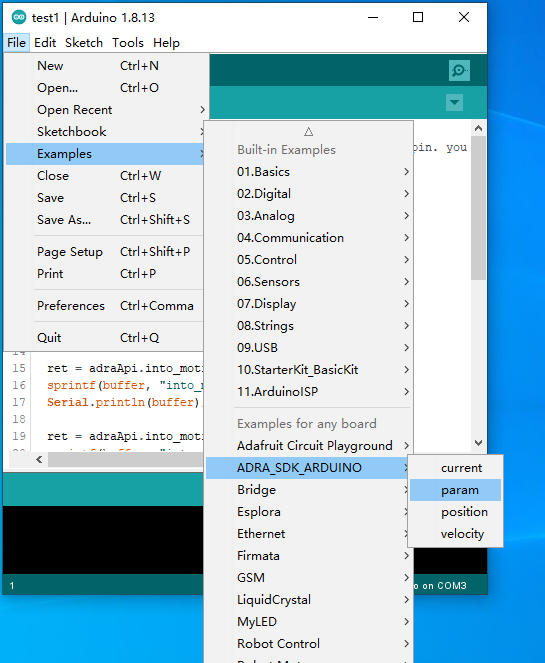 test1 | Arduino 1.8.13
File Edit Sketch Tools Help
New Ctrl+N
Open... Ctrl+O
Open Recent
Sketchbook
Examples
Close Ctrl+W
Save Ctrl+S
Save As... Ctrl+Shift+S
Page Setup Ctrl+Shift+P
Print Ctrl+P
Preferences Ctrl+Comma
Quit Ctrl+Q
Built-in Examples
01.Basics
02.Digital
03.Analog
04.Communication
05.Control
06.Sensors
07.Display
08.Strings
09.USB
10.StarterKit_BasicKit
11.ArduinoISP
Examples for any board
Adafruit Circuit Playground
ADRA_SDK_ARDUINO
Bridge
Esplora
Ethernet
Firmata
GSM
LiquidCrystal
MyLED
Robot Control
current
param
position
velocity
pin. you
15 ret = adraApi.into_mot
16 sprintf(buffer, "into_m
17 Serial.println(buffer)
18
19 ret = adraApi.into_mot
1
o on COM3